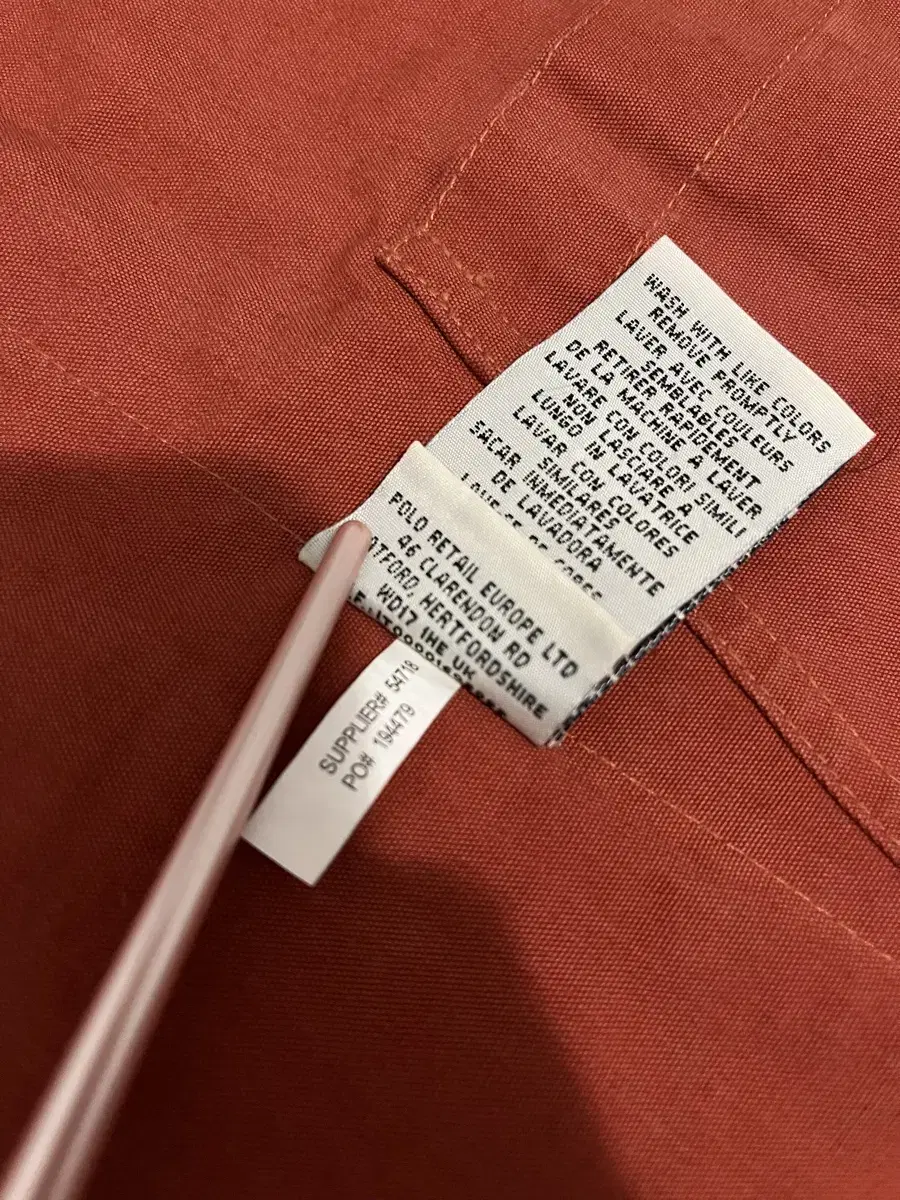 WASH WITH LIKE COLORS
REMOVE PROMPTLY
LAVER AVEC COULEURS
SEMBLABLES
RETIRER RAPIDEMENT
DE LA MACHINE A LAVER
LAVARE CON COLORI SIMILI
NON LASCIARE A
LUNGO IN LAVATRICE
LAVAR CON COLORES
SIMILARES
SACAR INMEDIATAMENTE
DE LAVADORA
POLO RETAIL EUROPE LTD
46 CLARENDON RD
HERTFORDSHIRE
WD17 1HE UK
SUPPLIER# 54718
PO# 194479